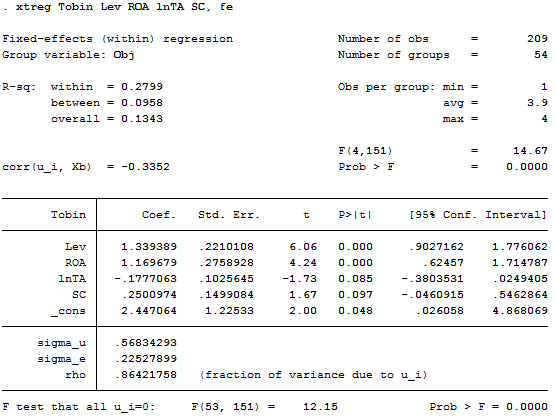 . xtreg Tobin Lev ROA lnTA SC, fe
Fixed-effects (within) regression Number of obs = 209
Group variable: Obj Number of groups = 54
R-sq: within = 0.2799 Obs per group: min = 1
between = 0.0958 avg = 3.9
overall = 0.1343 max = 4
F(4,151) = 14.67
corr(u_i, Xb) = -0.3352 Prob > F = 0.0000
Tobin Coef. Std. Err. t P>|t| [95% Conf. Interval]
Lev 1.339389 .2210108 6.06 0.000 .9027162 1.776062
ROA 1.169679 .2758928 4.24 0.000 .62457 1.714787
lnTA -.1777063 .1025645 -1.73 0.085 -.3803531 .0249405
SC .2500974 .1499084 1.67 0.097 -.0460915 .5462864
_cons 2.447064 1.22533 2.00 0.048 .026058 4.868069
sigma_u .56834293
sigma_e .22527899
rho .86421758 (fraction of variance due to u_i)
F test that all u_i=0: F(53, 151) = 12.15 Prob > F = 0.0000